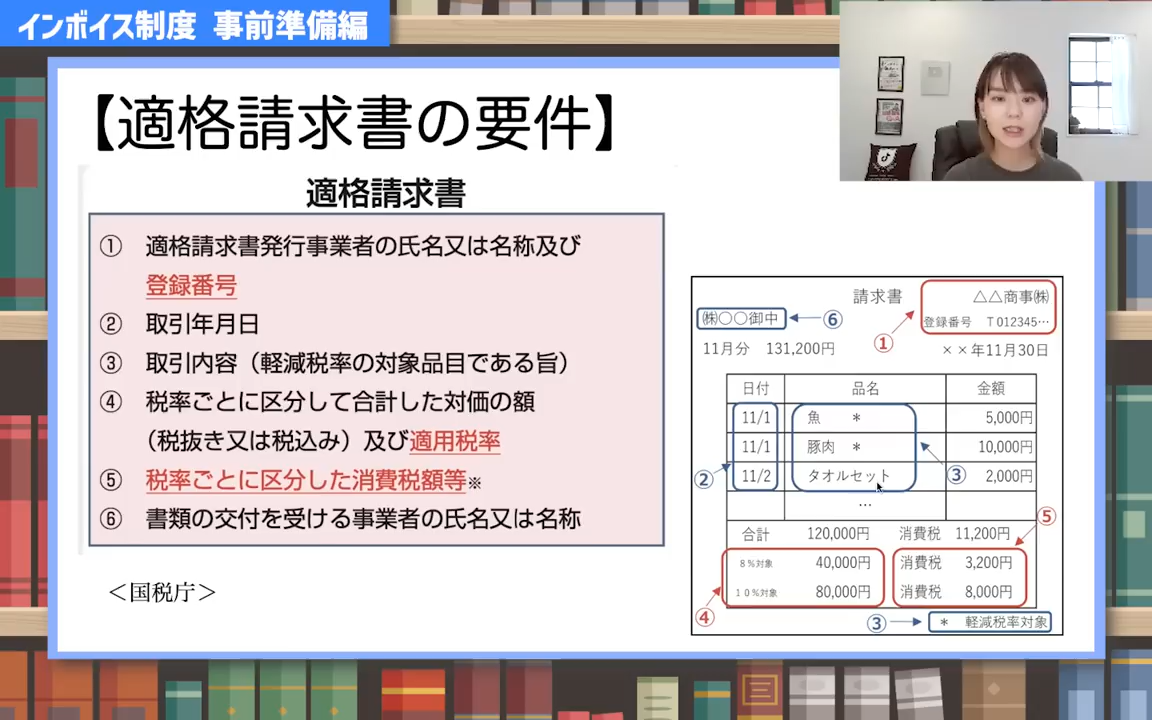 インボイス制度 事前準備編
【適格請求書の要件】
適格請求書
① 適格請求書発行事業者の氏名又は名称及び
登録番号
② 取引年月日
③ 取引内容（軽減税率の対象品目である旨）
④ 税率ごとに区分して合計した対価の額
（税抜き又は税込み）及び適用税率
⑤ 税率ごとに区分した消費税額等※
⑥ 書類の交付を受ける事業者の氏名又は名称
＜国税庁＞
請求書 △△商事㈱
㈱〇〇御中 ⑥ ① 登録番号 T012345…
11月分 131,200円 ××年11月30日
日付 品名 金額
11/1 魚 * 5,000円
11/1 豚肉 * 10,000円
② 11/2 タオルセット ③ 2,000円
…
⑤
合計 120,000円 消費税 11,200円
8%対象 40,000円 消費税 3,200円
10%対象 80,000円 消費税 8,000円
④ ③ * 軽減税率対象